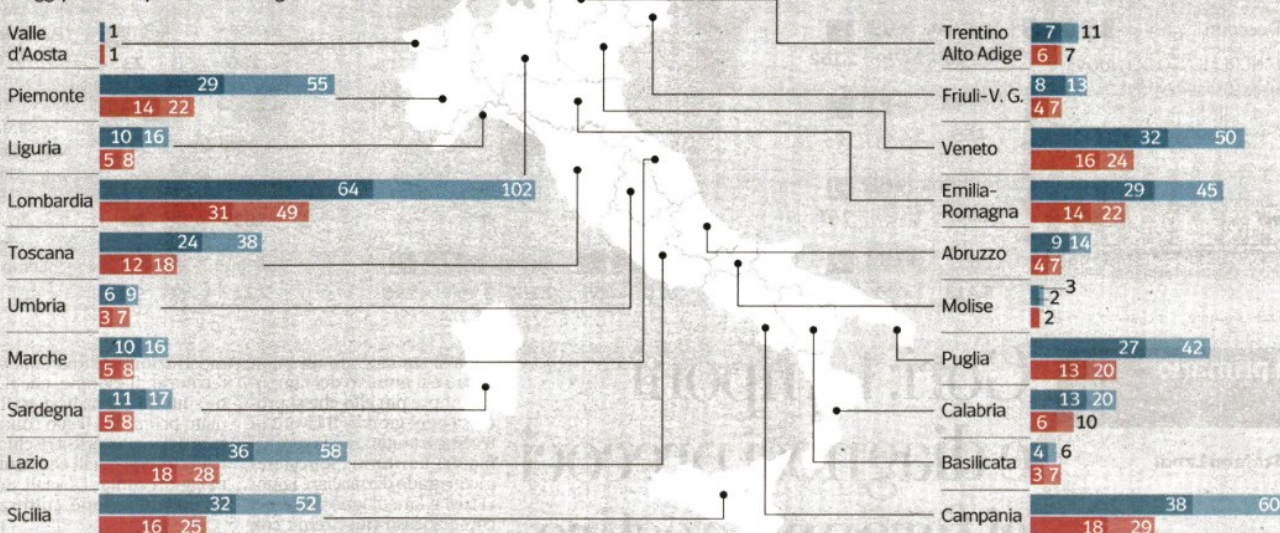 Valle
d'Aosta
1
1
Piemonte
29 55
14 22
Liguria
10 16
5 8
Lombardia
64 102
31 49
Toscana
24 38
12 18
Umbria
6 9
3 7
Marche
10 16
5 8
Sardegna
11 17
5 8
Lazio
36 58
18 28
Sicilia
32 52
16 25
Trentino
Alto Adige
7 11
6 7
Friuli-V. G.
8 13
4 7
Veneto
32 50
16 24
Emilia-
Romagna
29 45
14 22
Abruzzo
9 14
4 7
Molise
3
2
2
Puglia
27 42
13 20
Calabria
13 20
6 10
Basilicata
4 6
3 7
Campania
38 60
18 29